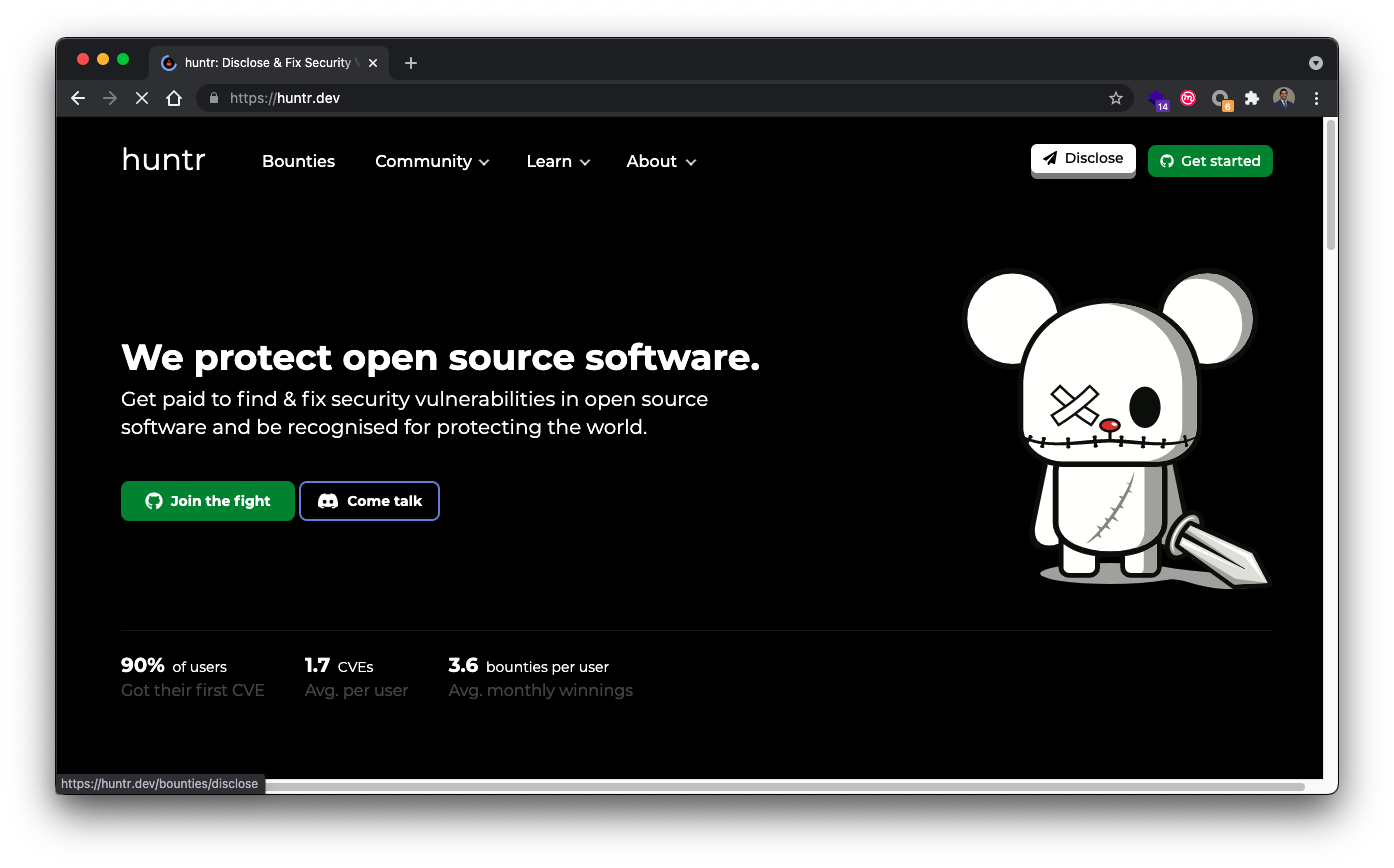 huntr: Disclose & Fix Security V
https://huntr.dev
14
6
huntr
Bounties
Community
Learn
About
Disclose
Get started
We protect open source software.
Get paid to find & fix security vulnerabilities in open source
software and be recognised for protecting the world.
Join the fight
Come talk
90% of users
Got their first CVE
1.7 CVEs
Avg. per user
3.6 bounties per user
Avg. monthly winnings
https://huntr.dev/bounties/disclose